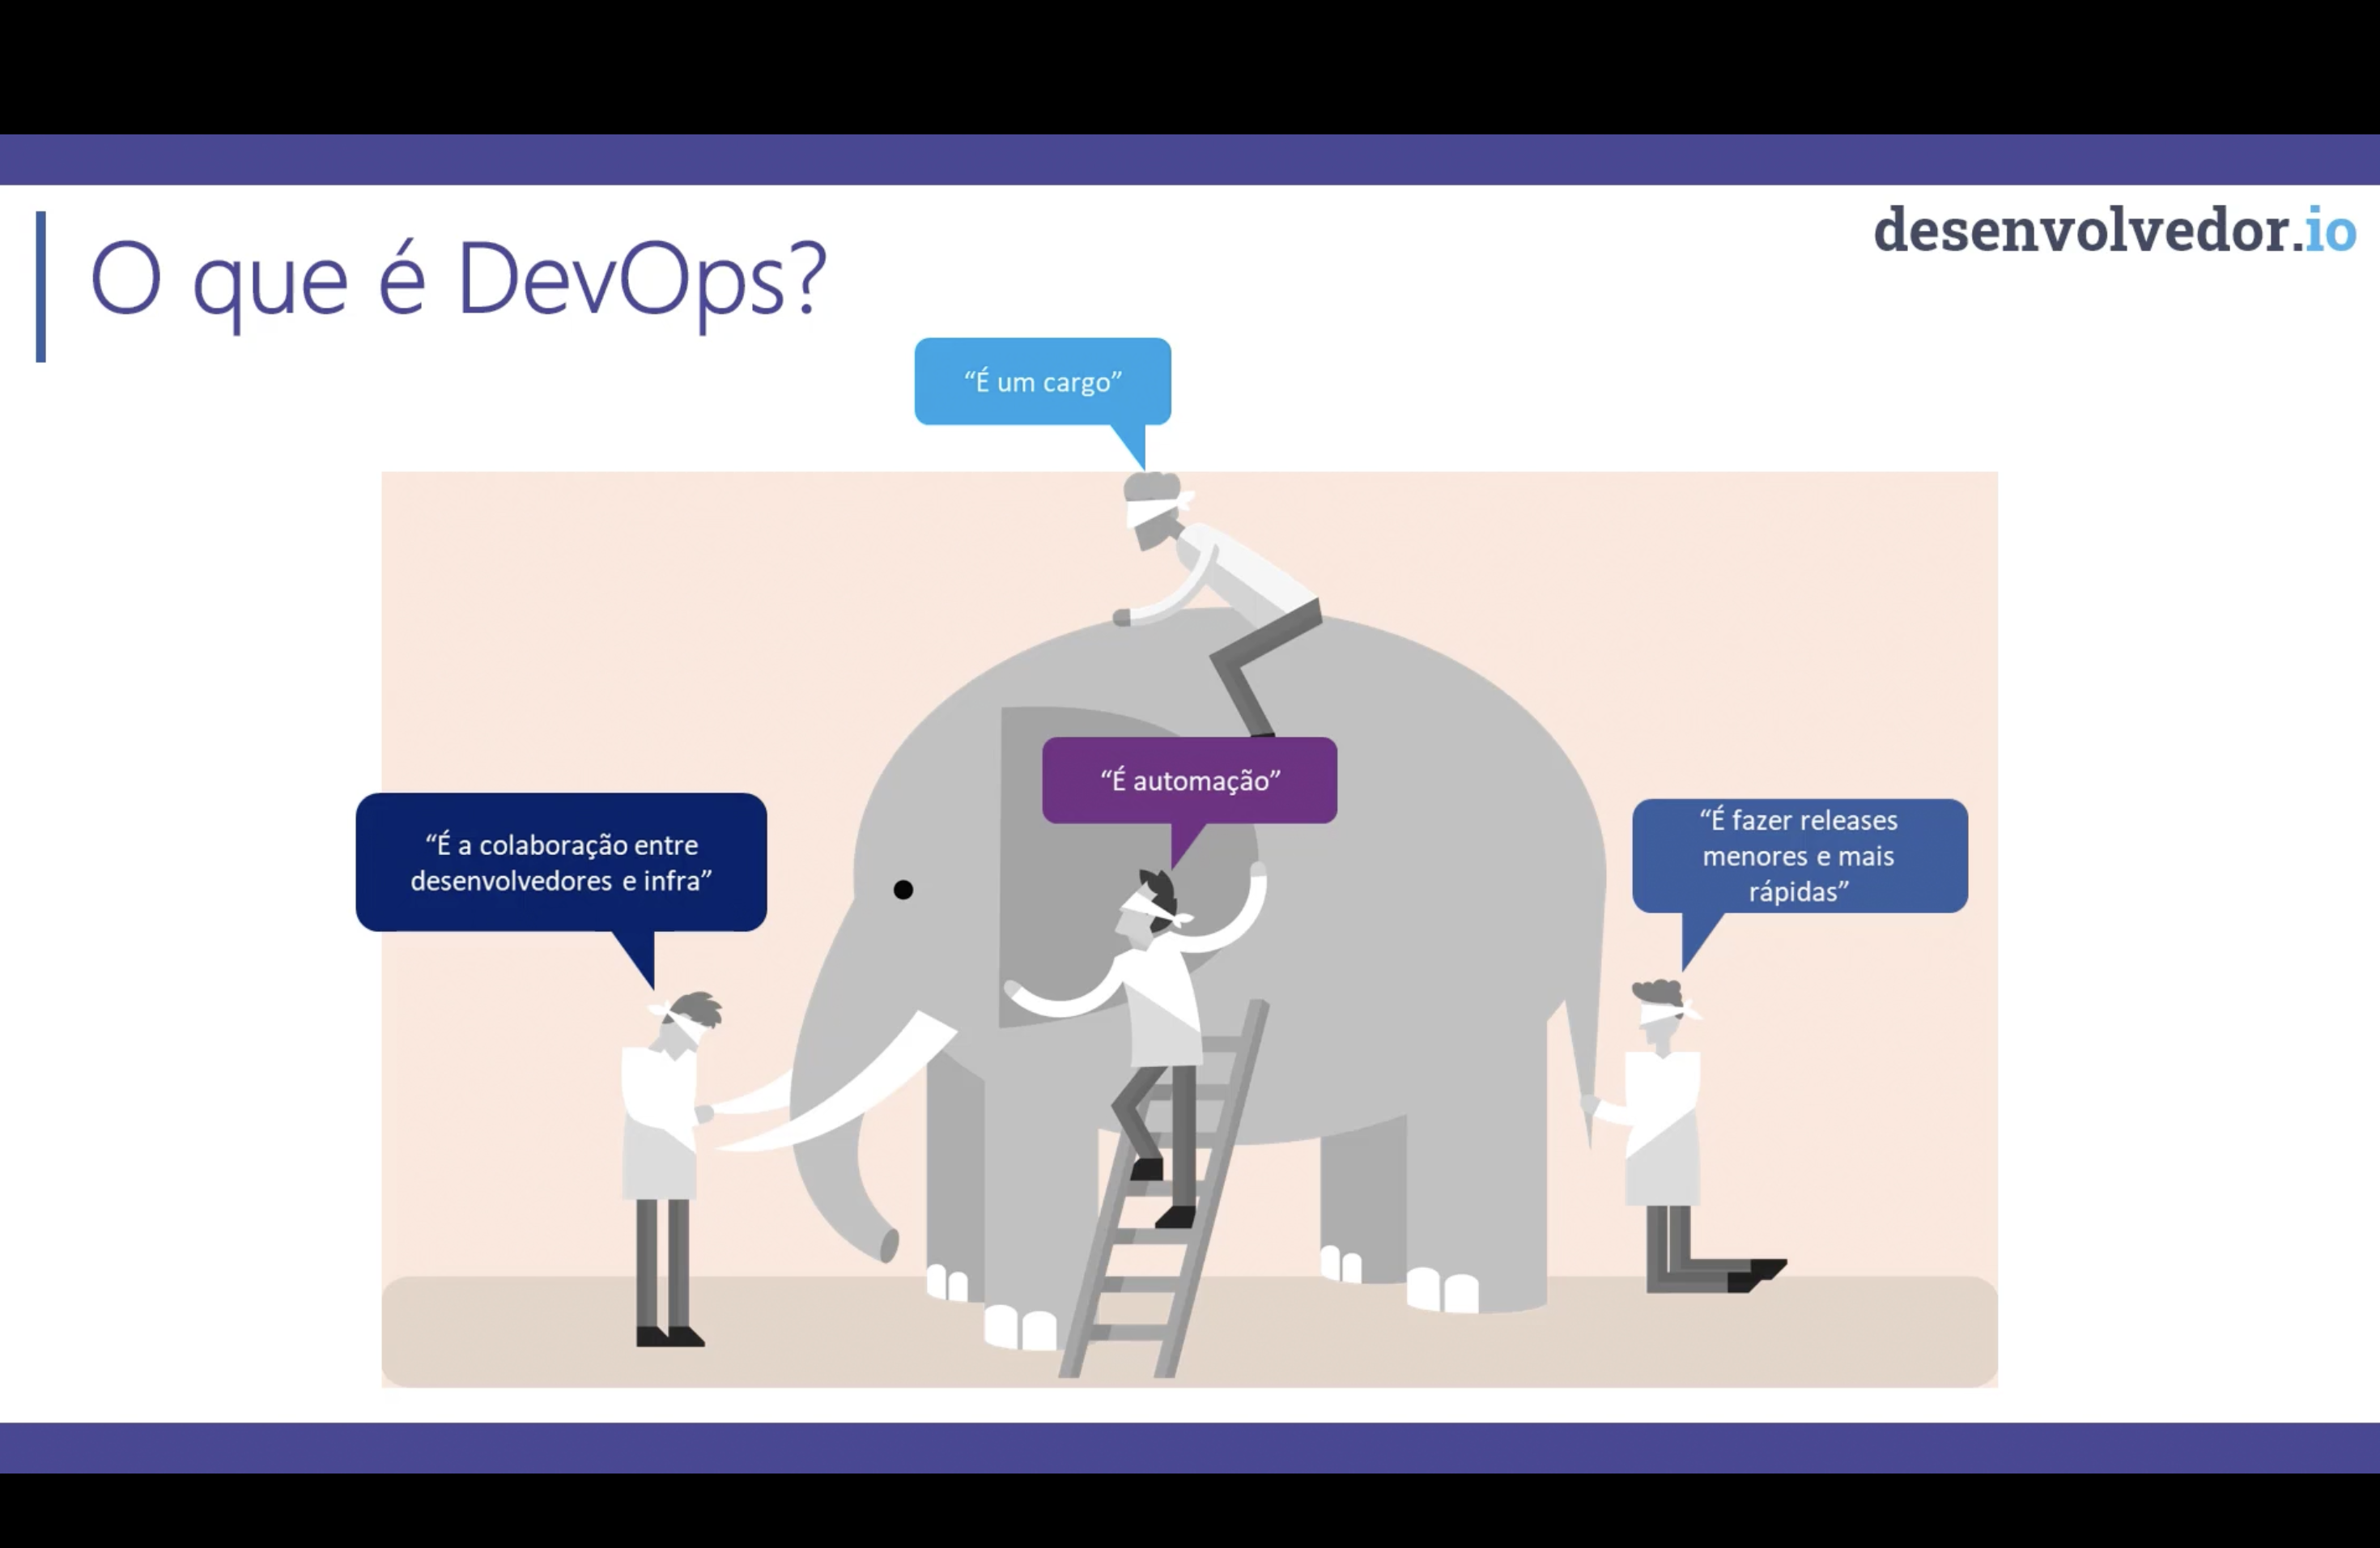 desenvolvedor.io
O que é DevOps?
“É um cargo”
“É automação”
“É a colaboração entre
desenvolvedores e infra”
“É fazer releases
menores e mais
rápidas”